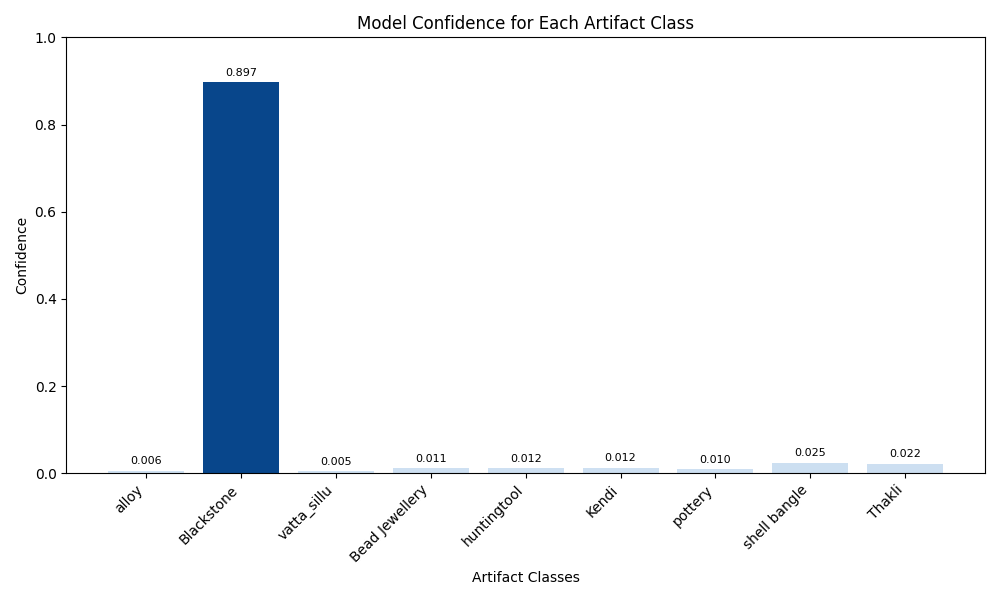 Model Confidence for Each Artifact Class
1.0
0.8
0.6
0.4
0.2
0.0
Confidence
0.006
0.897
0.005
0.011
0.012
0.012
0.010
0.025
0.022
alloy
Blackstone
vatta_sillu
Bead Jewellery
huntingtool
Kendi
pottery
shell bangle
Thakli
Artifact Classes